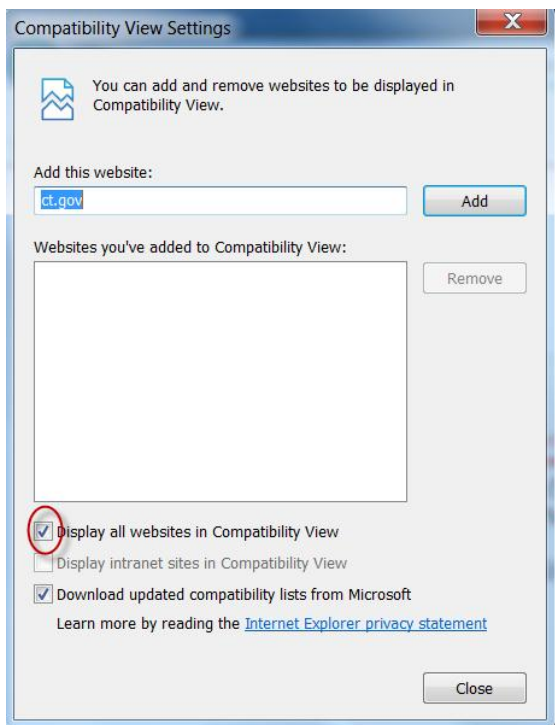 Compatibility View Settings
You can add and remove websites to be displayed in
Compatibility View.
Add this website:
ct.gov
Add
Websites you've added to Compatibility View:
Remove
Display all websites in Compatibility View
Display intranet sites in Compatibility View
Download updated compatibility lists from Microsoft
Learn more by reading the Internet Explorer privacy statement
Close